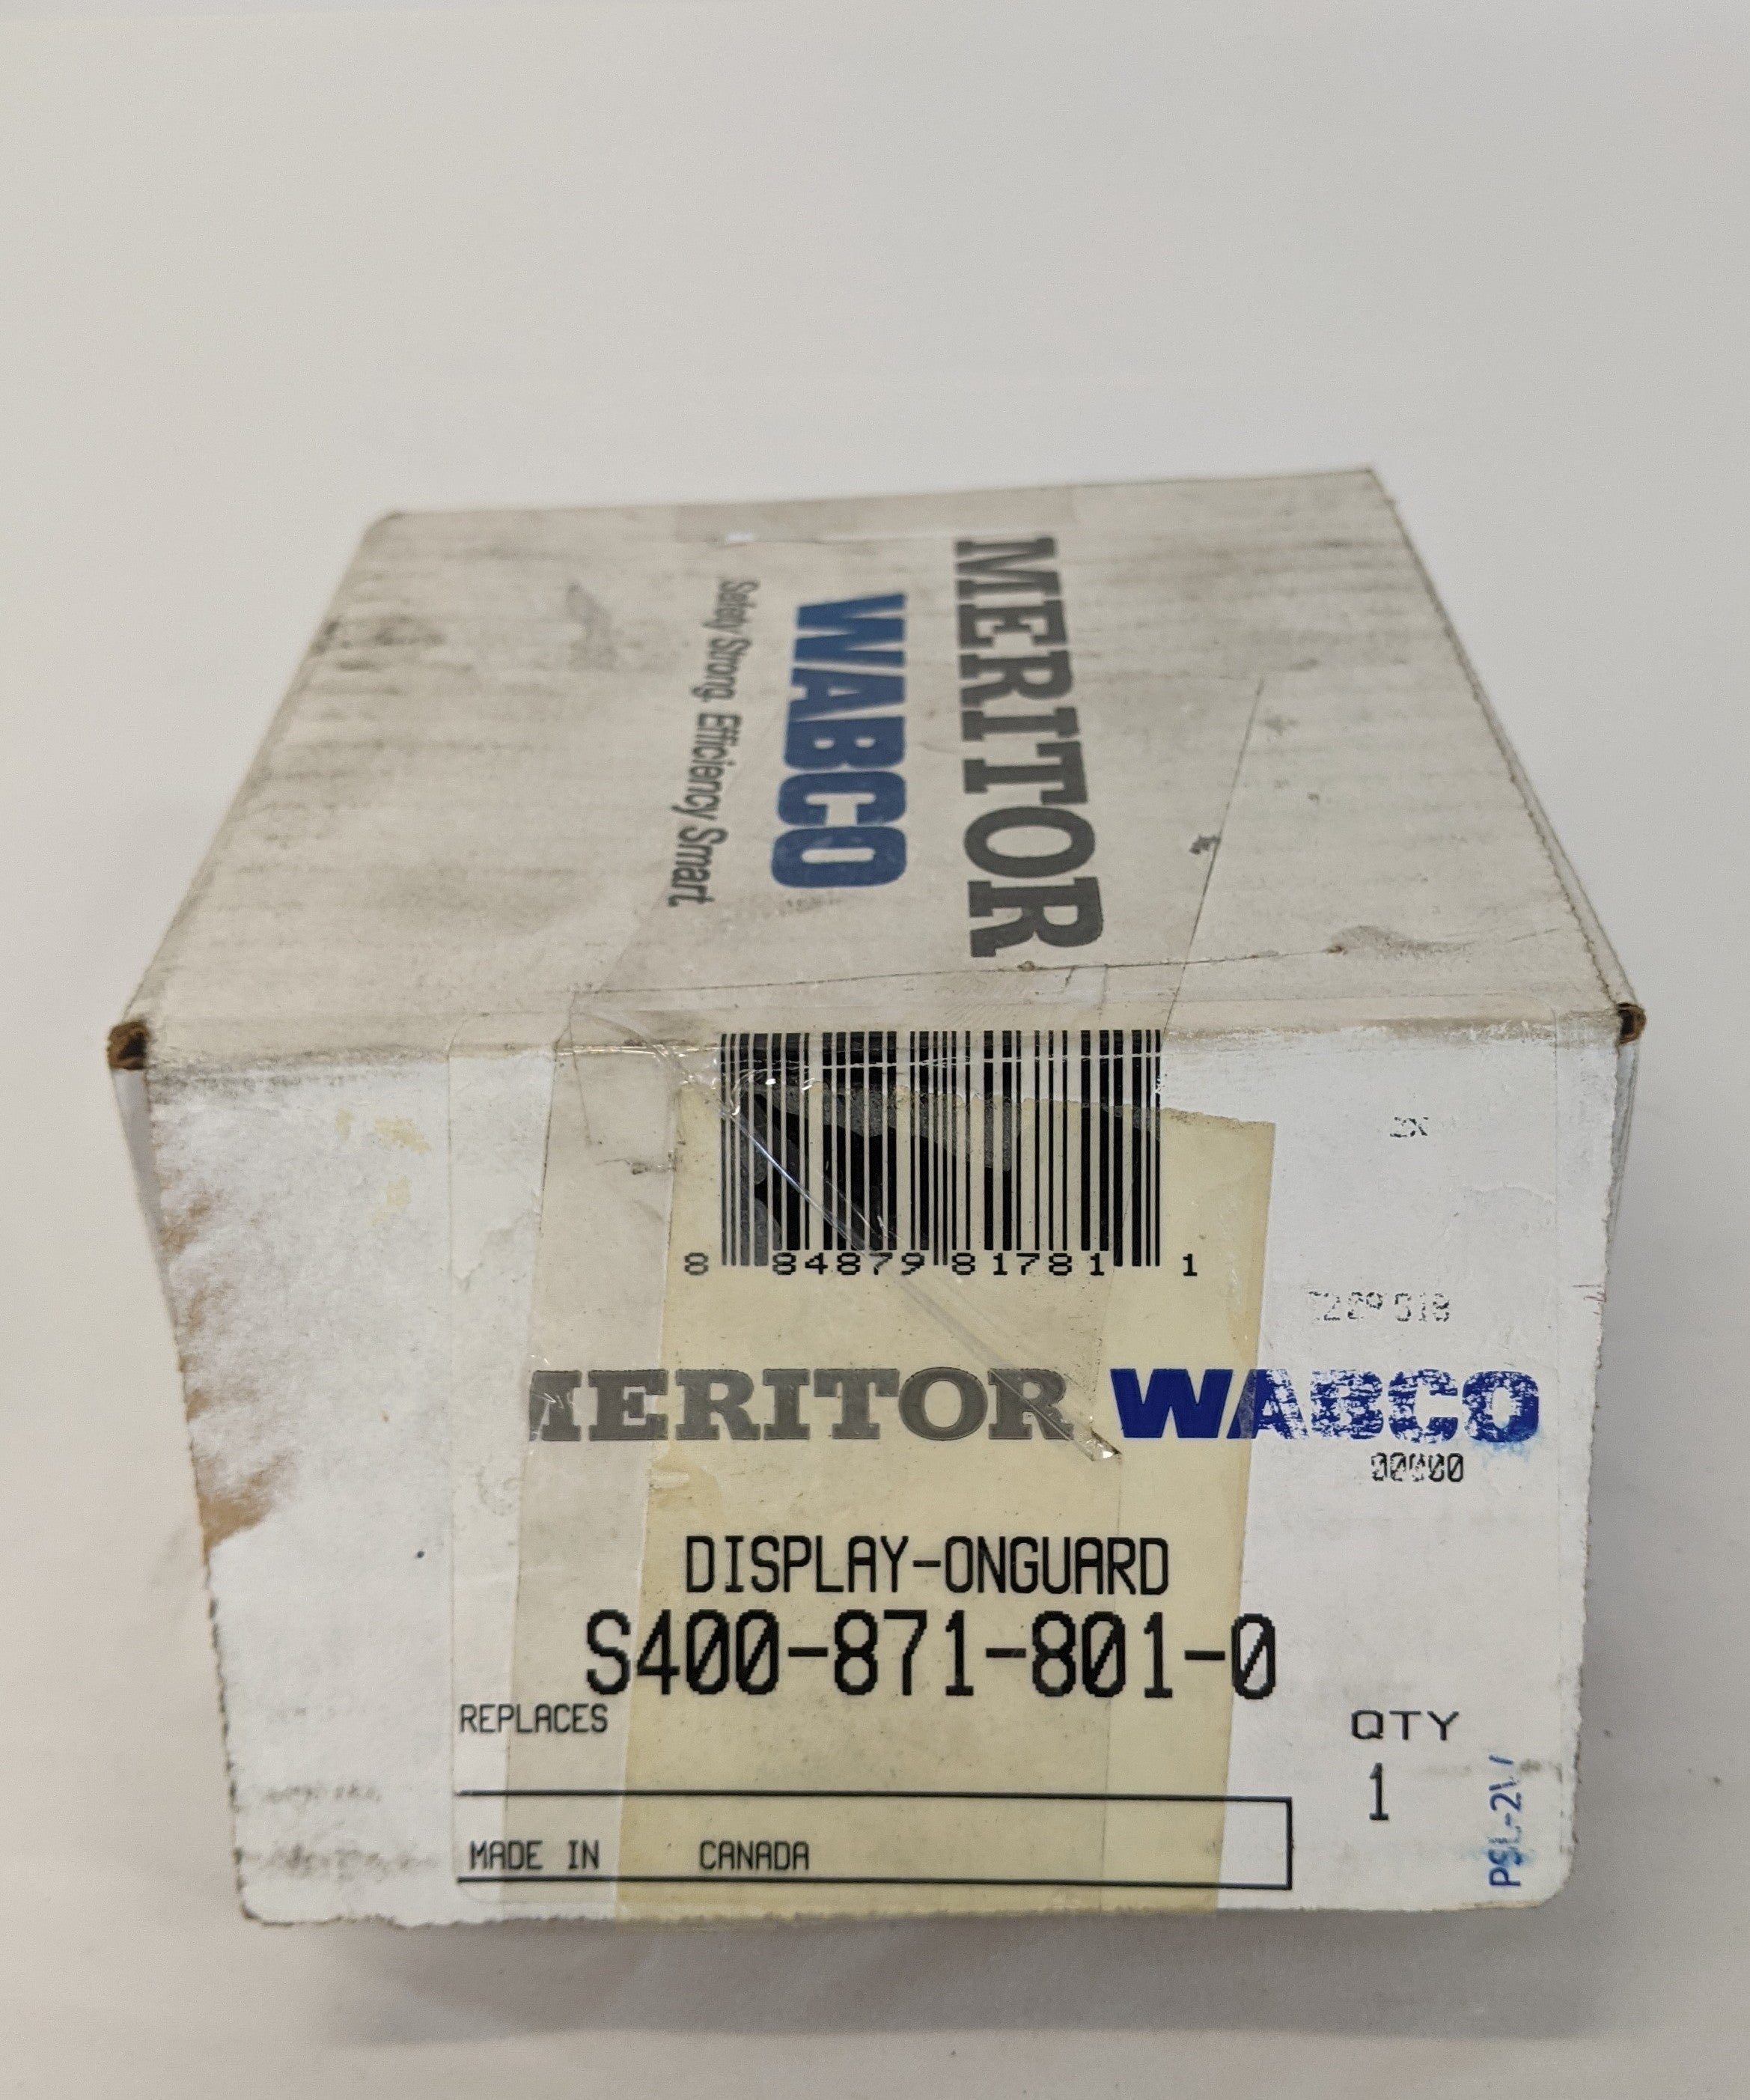 MERITOR
WABCO
Safety Strong. Efficiency Smart
8 84879 81781 1
MERITOR WABCO
DISPLAY-ONGUARD
S400-871-801-0
REPLACES
QTY
1
MADE IN CANADA